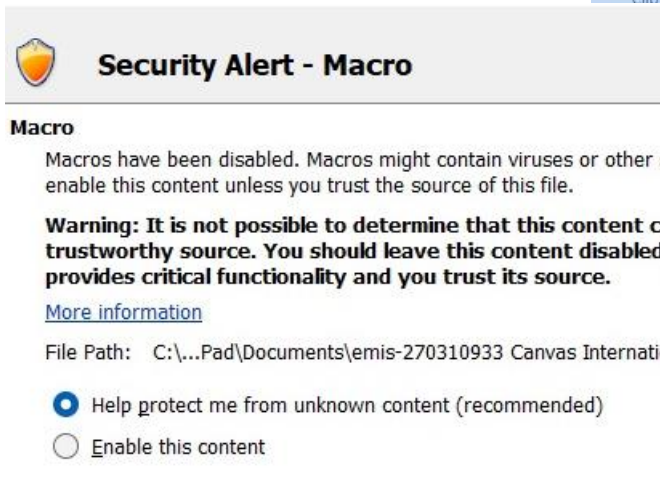 Security Alert - Macro
Macro
Macros have been disabled. Macros might contain viruses or other
enable this content unless you trust the source of this file.
Warning: It is not possible to determine that this content
trustworthy source. You should leave this content disabled
provides critical functionality and you trust its source.
More information
File Path: C:\...Pad\Documents\emis-270310933 Canvas
Help protect me from unknown content (recommended)
Enable this content